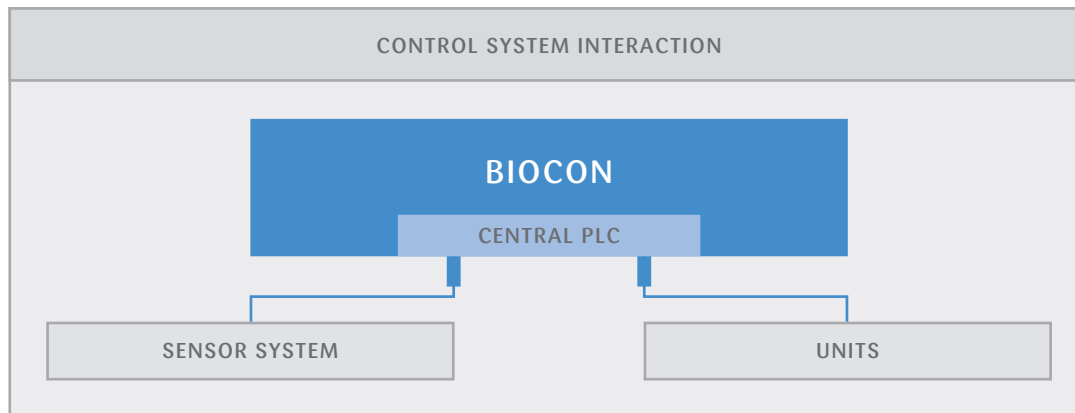 CONTROL SYSTEM INTERACTION
BIOCON
CENTRAL PLC
SENSOR SYSTEM
UNITS